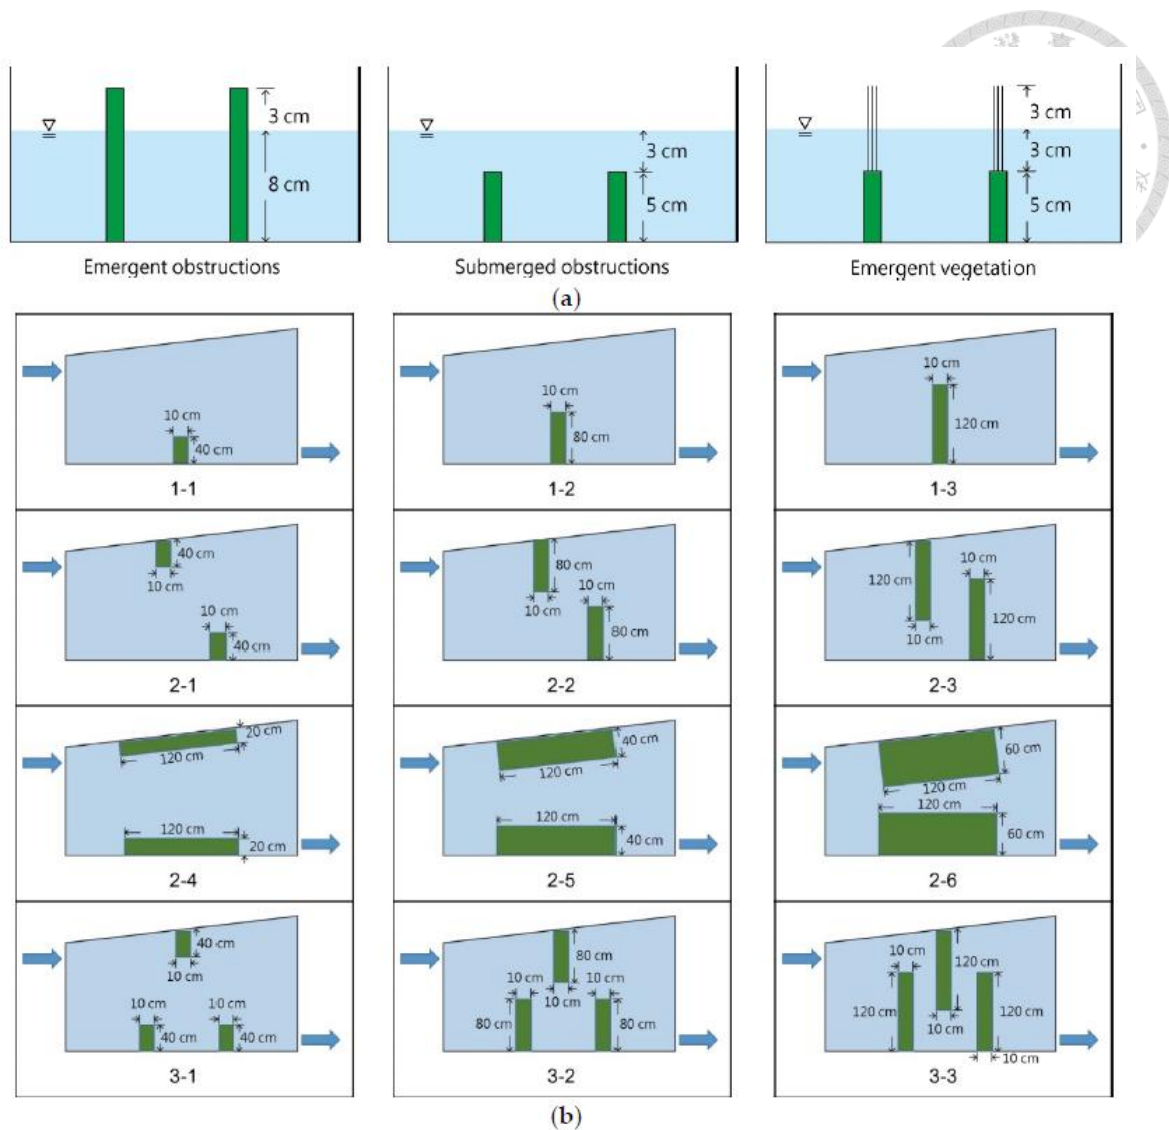 3 cm
8 cm
3 cm
5 cm
3 cm
3 cm
5 cm
Emergent obstructions
Submerged obstructions
Emergent vegetation
(a)
10 cm
40 cm
1-1
10 cm
80 cm
1-2
10 cm
120 cm
1-3
40 cm
10 cm
10 cm
40 cm
2-1
80 cm
10 cm
10 cm
80 cm
2-2
120 cm
10 cm
10 cm
120 cm
2-3
20 cm
120 cm
120 cm
20 cm
2-4
40 cm
120 cm
120 cm
40 cm
2-5
60 cm
120 cm
120 cm
60 cm
2-6
40 cm
10 cm
10 cm
10 cm
40 cm
40 cm
3-1
80 cm
10 cm
10 cm
10 cm
80 cm
80 cm
3-2
10 cm
120 cm
120 cm
10 cm
120 cm
10 cm
3-3
(b)